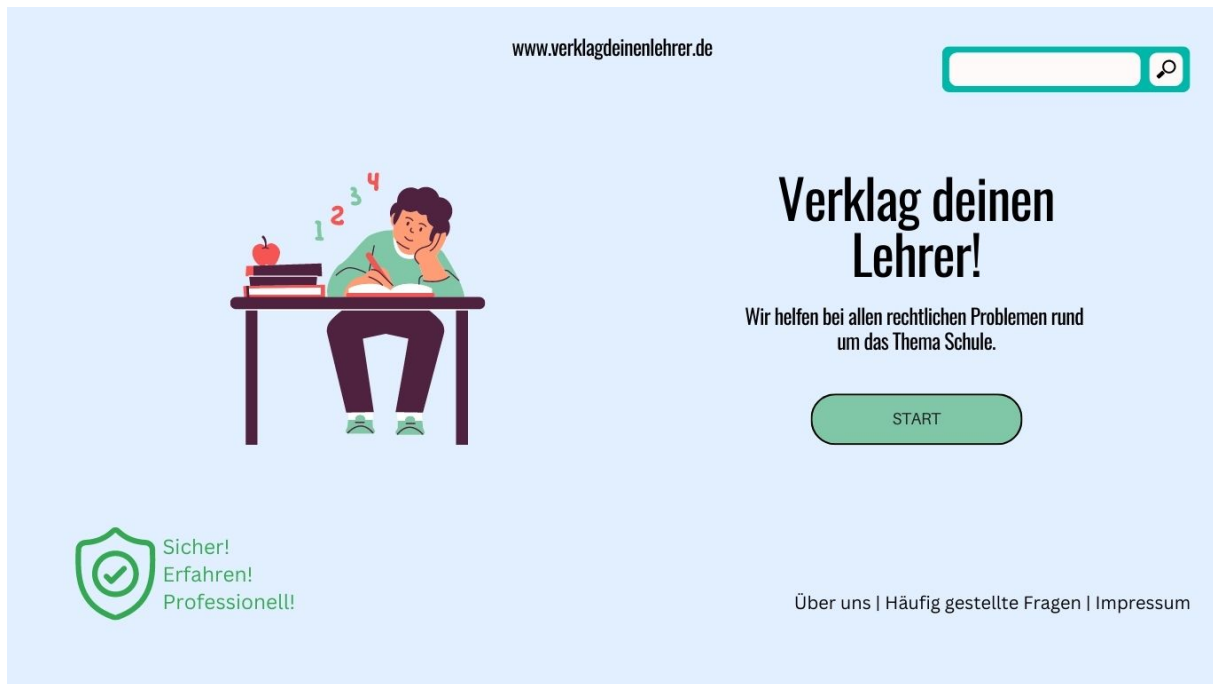 www.verklagdeinenlehrer.de
1
2
3
4
Verklag deinen
Lehrer!
Wir helfen bei allen rechtlichen Problemen rund
um das Thema Schule.
START
Sicher!
Erfahren!
Professionell!
Über uns | Häufig gestellte Fragen | Impressum